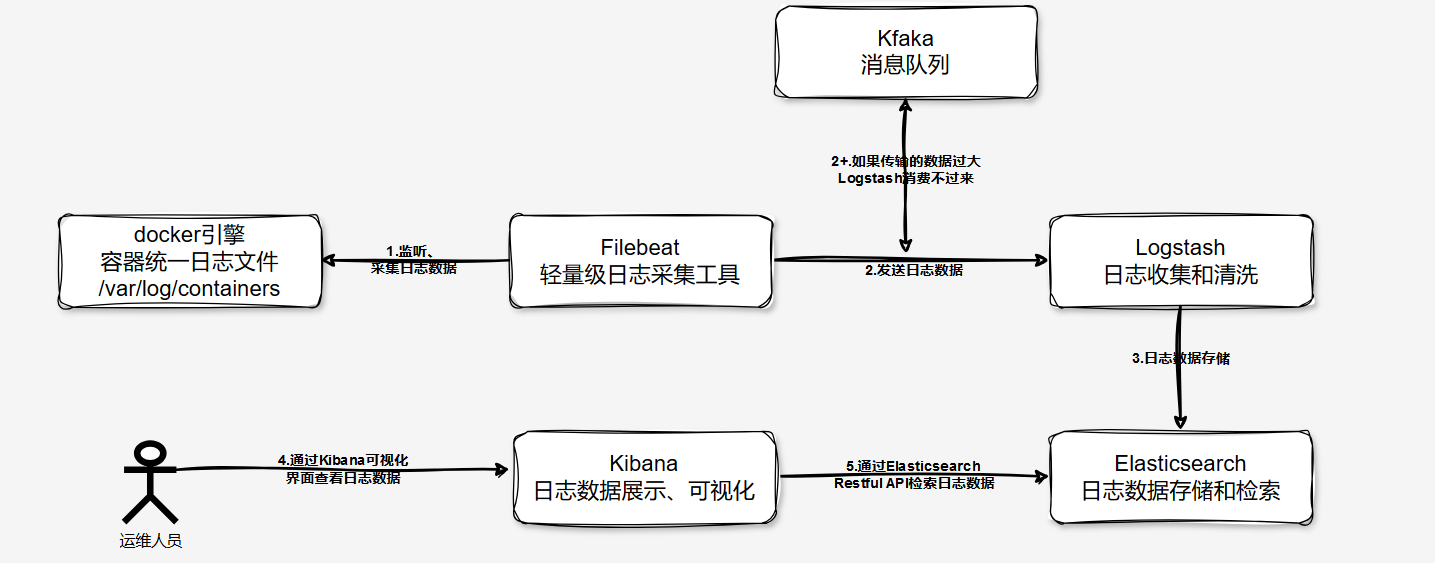 Kfaka
消息队列
2+.如果传输的数据过大
Logstash消费不过来
docker引擎
容器统一日志文件
/var/log/containers
1.监听、
采集日志数据
Filebeat
轻量级日志采集工具
2.发送日志数据
Logstash
日志收集和清洗
3.日志数据存储
运维人员
4.通过Kibana可视化
界面查看日志数据
Kibana
日志数据展示、可视化
5.通过Elasticsearch
Restful API检索日志数据
Elasticsearch
日志数据存储和检索